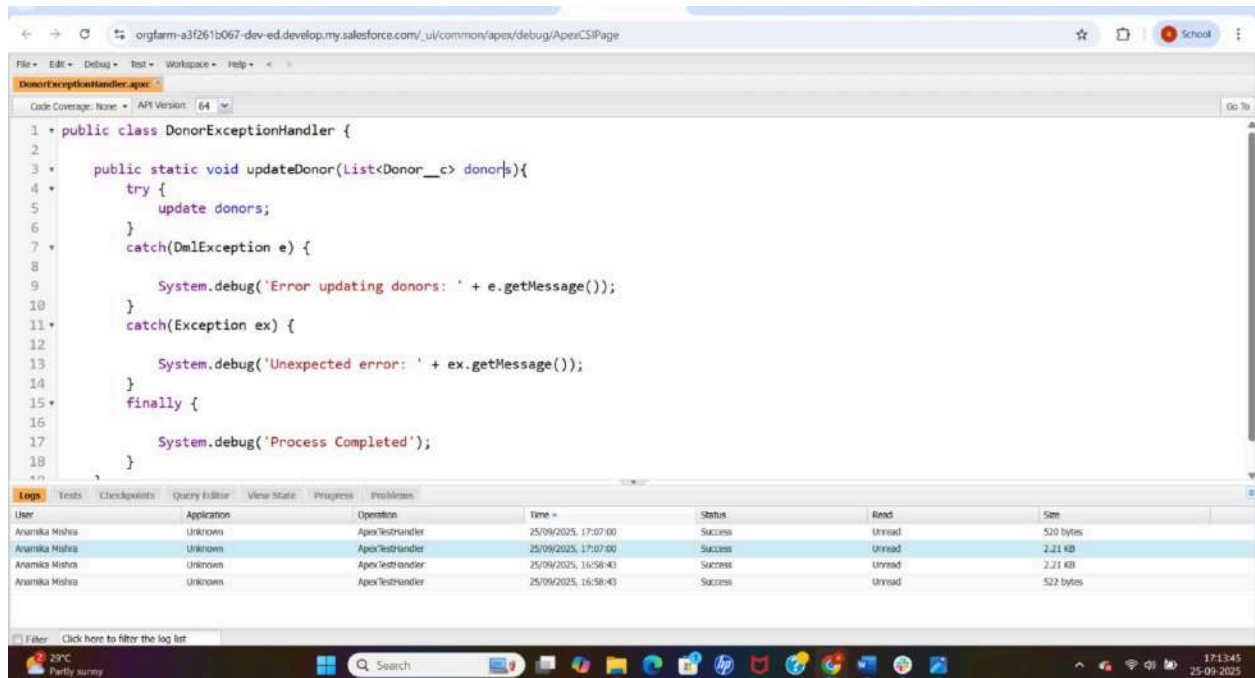 orgfarm-a3f261b067-dev-ed.develop.my.salesforce.com/_ui/common/apex/debug/ApexCSIPage
School
File Edit Debug Test Workspace Help < >
DonorExceptionHandler.apxc
Code Coverage: None API Version: 64 Go To
1 public class DonorExceptionHandler {
2
3 public static void updateDonor(List<Donor__c> donors){
4 try {
5 update donors;
6 }
7 catch(DmlException e) {
8
9 System.debug('Error updating donors: ' + e.getMessage());
10 }
11 catch(Exception ex) {
12
13 System.debug('Unexpected error: ' + ex.getMessage());
14 }
15 finally {
16
17 System.debug('Process Completed');
18 }
19 }
Logs Tests Checkpoints Query Editor View State Progress Problems
User Application Operation Time Status Read Size
Anamika Mishra Unknown ApexTestHandler 25/09/2025, 17:07:00 Success Unread 520 bytes
Anamika Mishra Unknown ApexTestHandler 25/09/2025, 17:07:00 Success Unread 2.21 KB
Anamika Mishra Unknown ApexTestHandler 25/09/2025, 16:58:43 Success Unread 2.21 KB
Anamika Mishra Unknown ApexTestHandler 25/09/2025, 16:58:43 Success Unread 522 bytes
Filter Click here to filter the log list
2 29°C Search 17:13:45
Partly sunny 25-09-2025